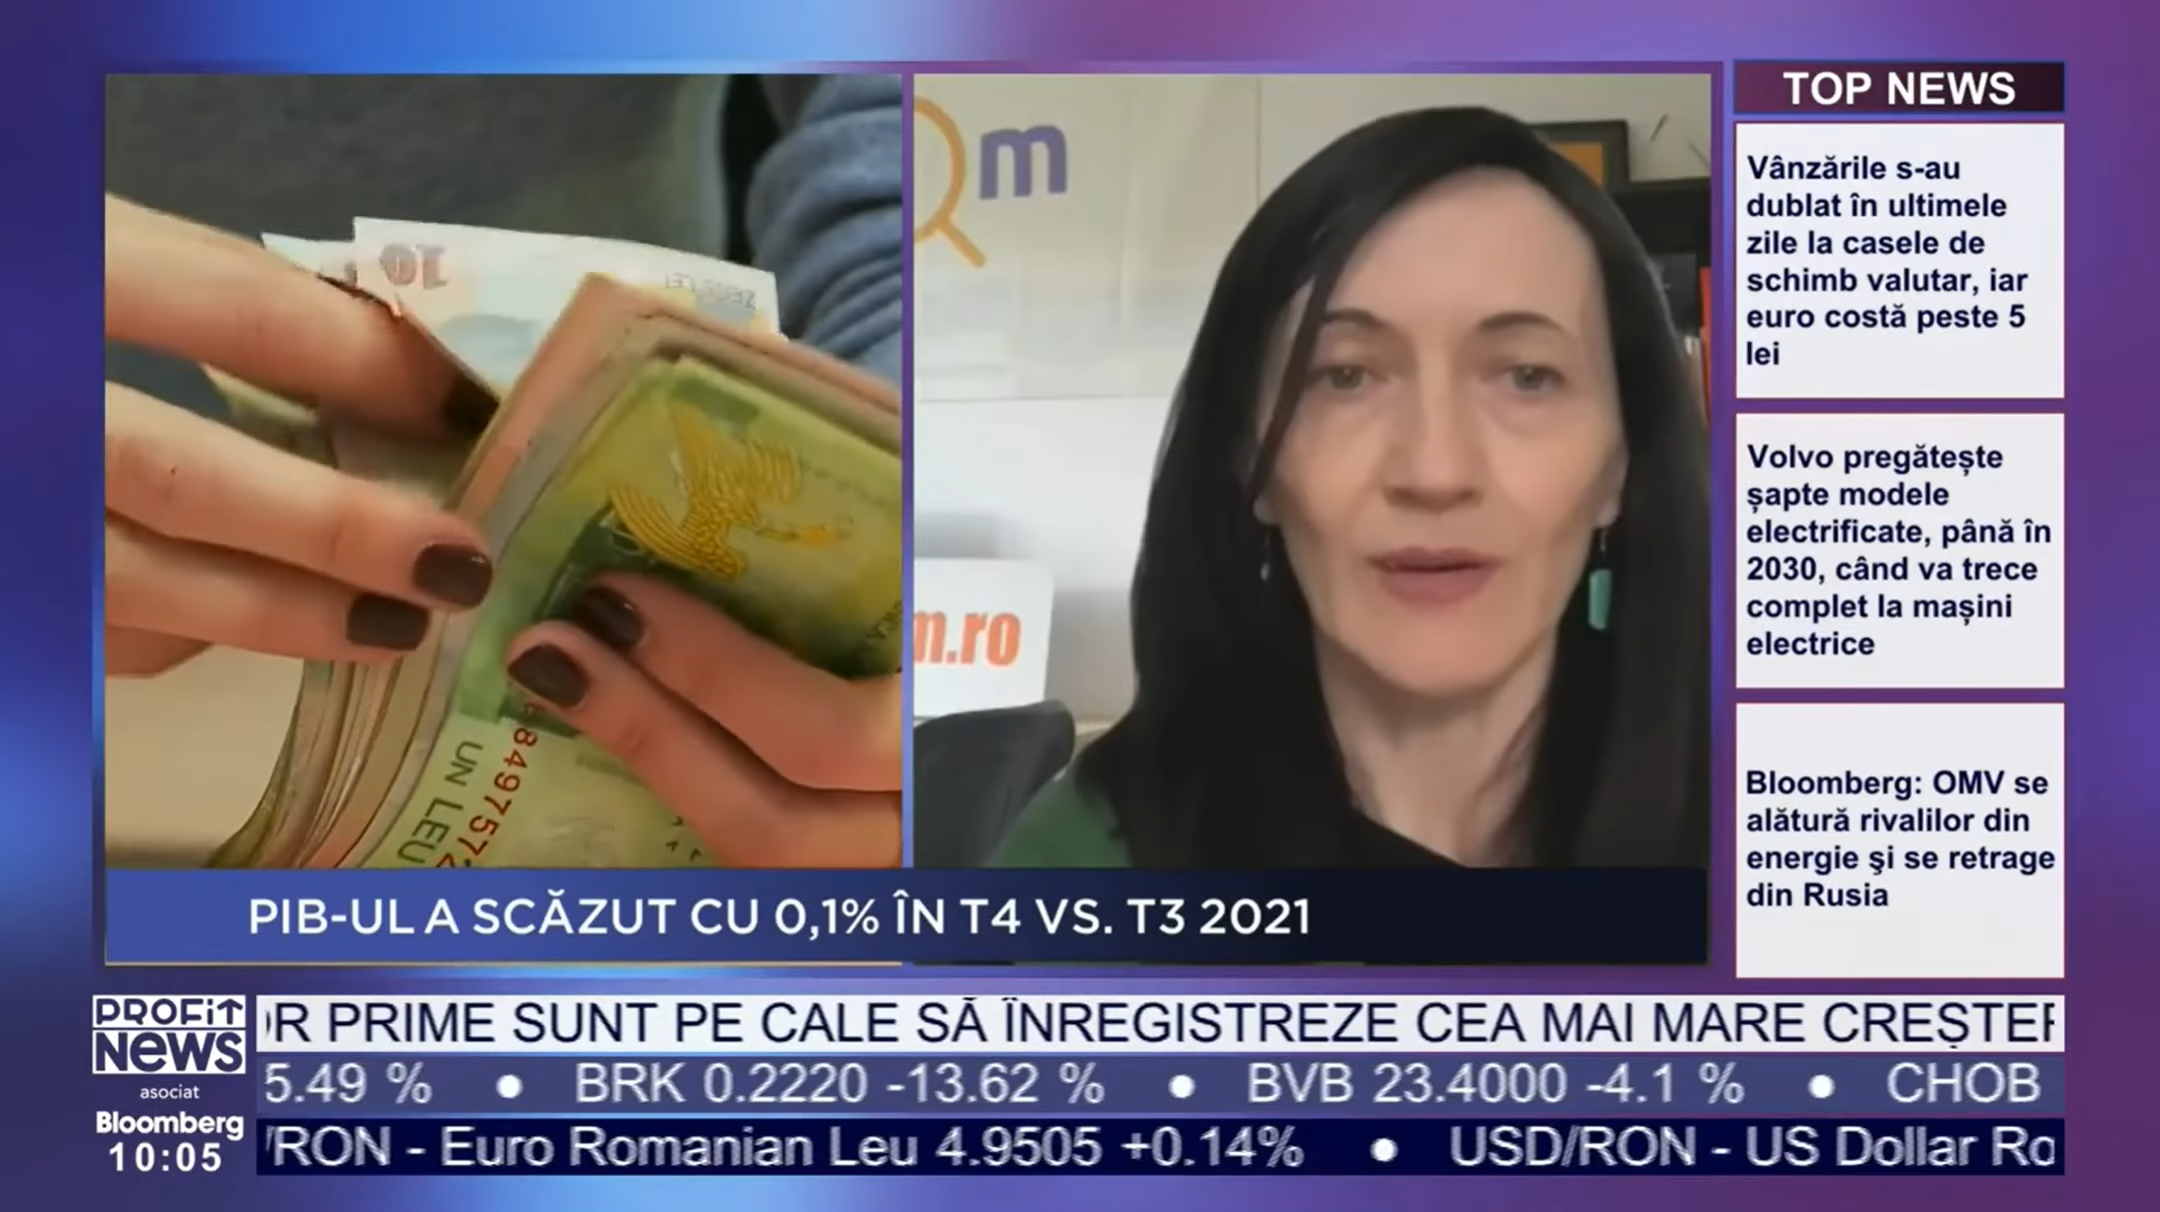 TOP NEWS
Vânzările s-au
dublat în ultimele
zile la casele de
schimb valutar, iar
euro costă peste 5
lei
Volvo pregătește
șapte modele
electrificate, până în
2030, când va trece
complet la mașini
electrice
Bloomberg: OMV se
alătură rivalilor din
energie şi se retrage
din Rusia
m
.ro
10
ZECE LEI
UN LEU
PIB-UL A SCĂZUT CU 0,1% ÎN T4 VS. T3 2021
PROFIT
NEWS
asociat
Bloomberg
10:05
PRIME SUNT PE CALE SĂ ÎNREGISTREZE CEA MAI MARE
5.49 % • BRK 0.2220 -13.62 % • BVB 23.4000 -4.1 % • CHOB
/RON - Euro Romanian Leu 4.9505 +0.14% • USD/RON - US Dollar